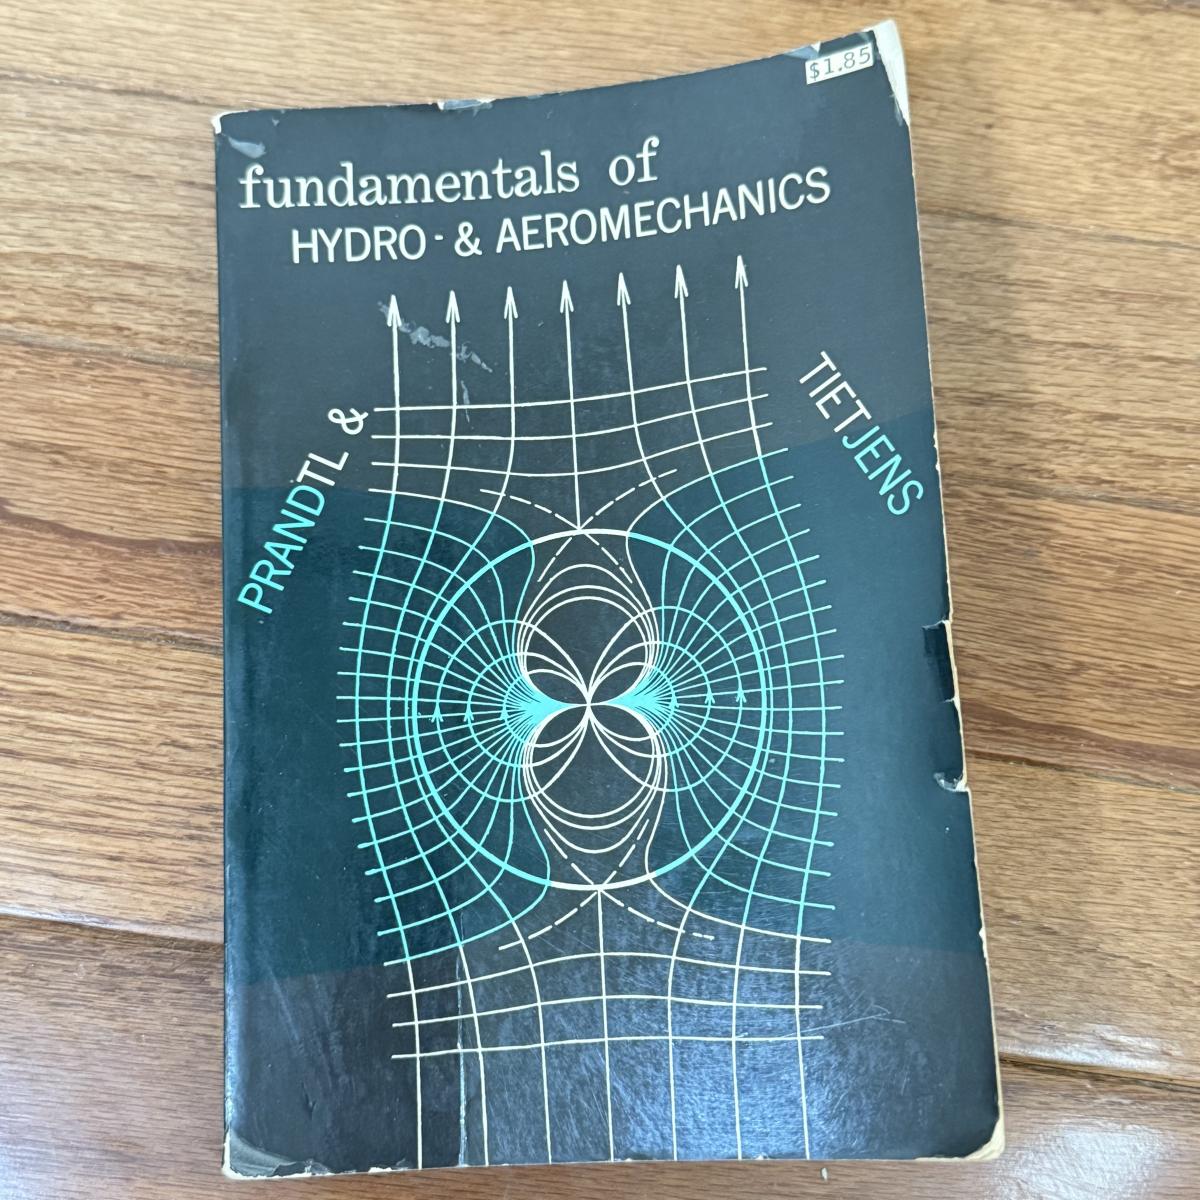 $1.85
fundamentals of
HYDRO - & AEROMECHANICS
PRANDTL &
TIETJENS